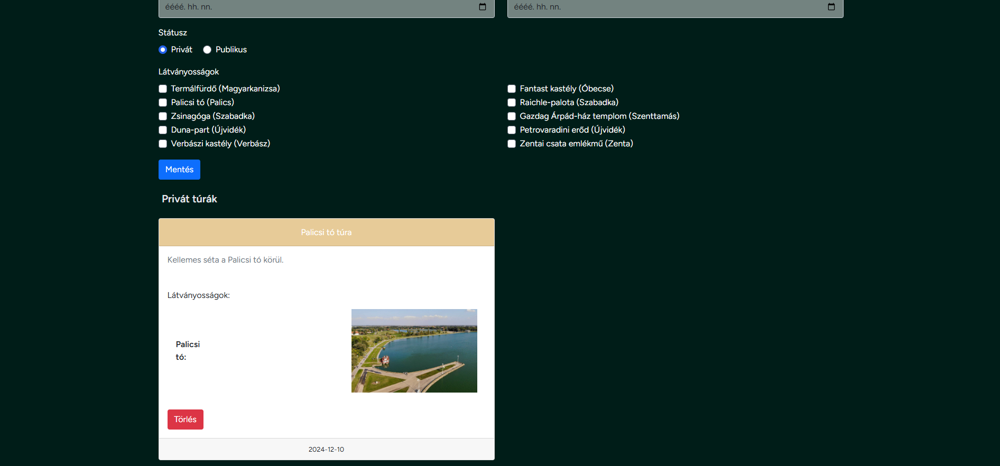 éééé. hh. nn.
éééé. hh. nn.
Státusz
Privát
Publikus
Látványosságok
Termálfürdő (Magyarkanizsa)
Fantast kastély (Óbecse)
Palicsi tó (Palics)
Raichle-palota (Szabadka)
Zsinagóga (Szabadka)
Gazdag Árpád-ház templom (Szenttamás)
Duna-part (Újvidék)
Petrovaradini erőd (Újvidék)
Verbászi kastély (Verbász)
Zentai csata emlékmű (Zenta)
Mentés
Privát túrák
Palicsi tó túra
Kellemes séta a Palicsi tó körül.
Látványosságok:
Palicsi
tó:
Törlés
2024-12-10